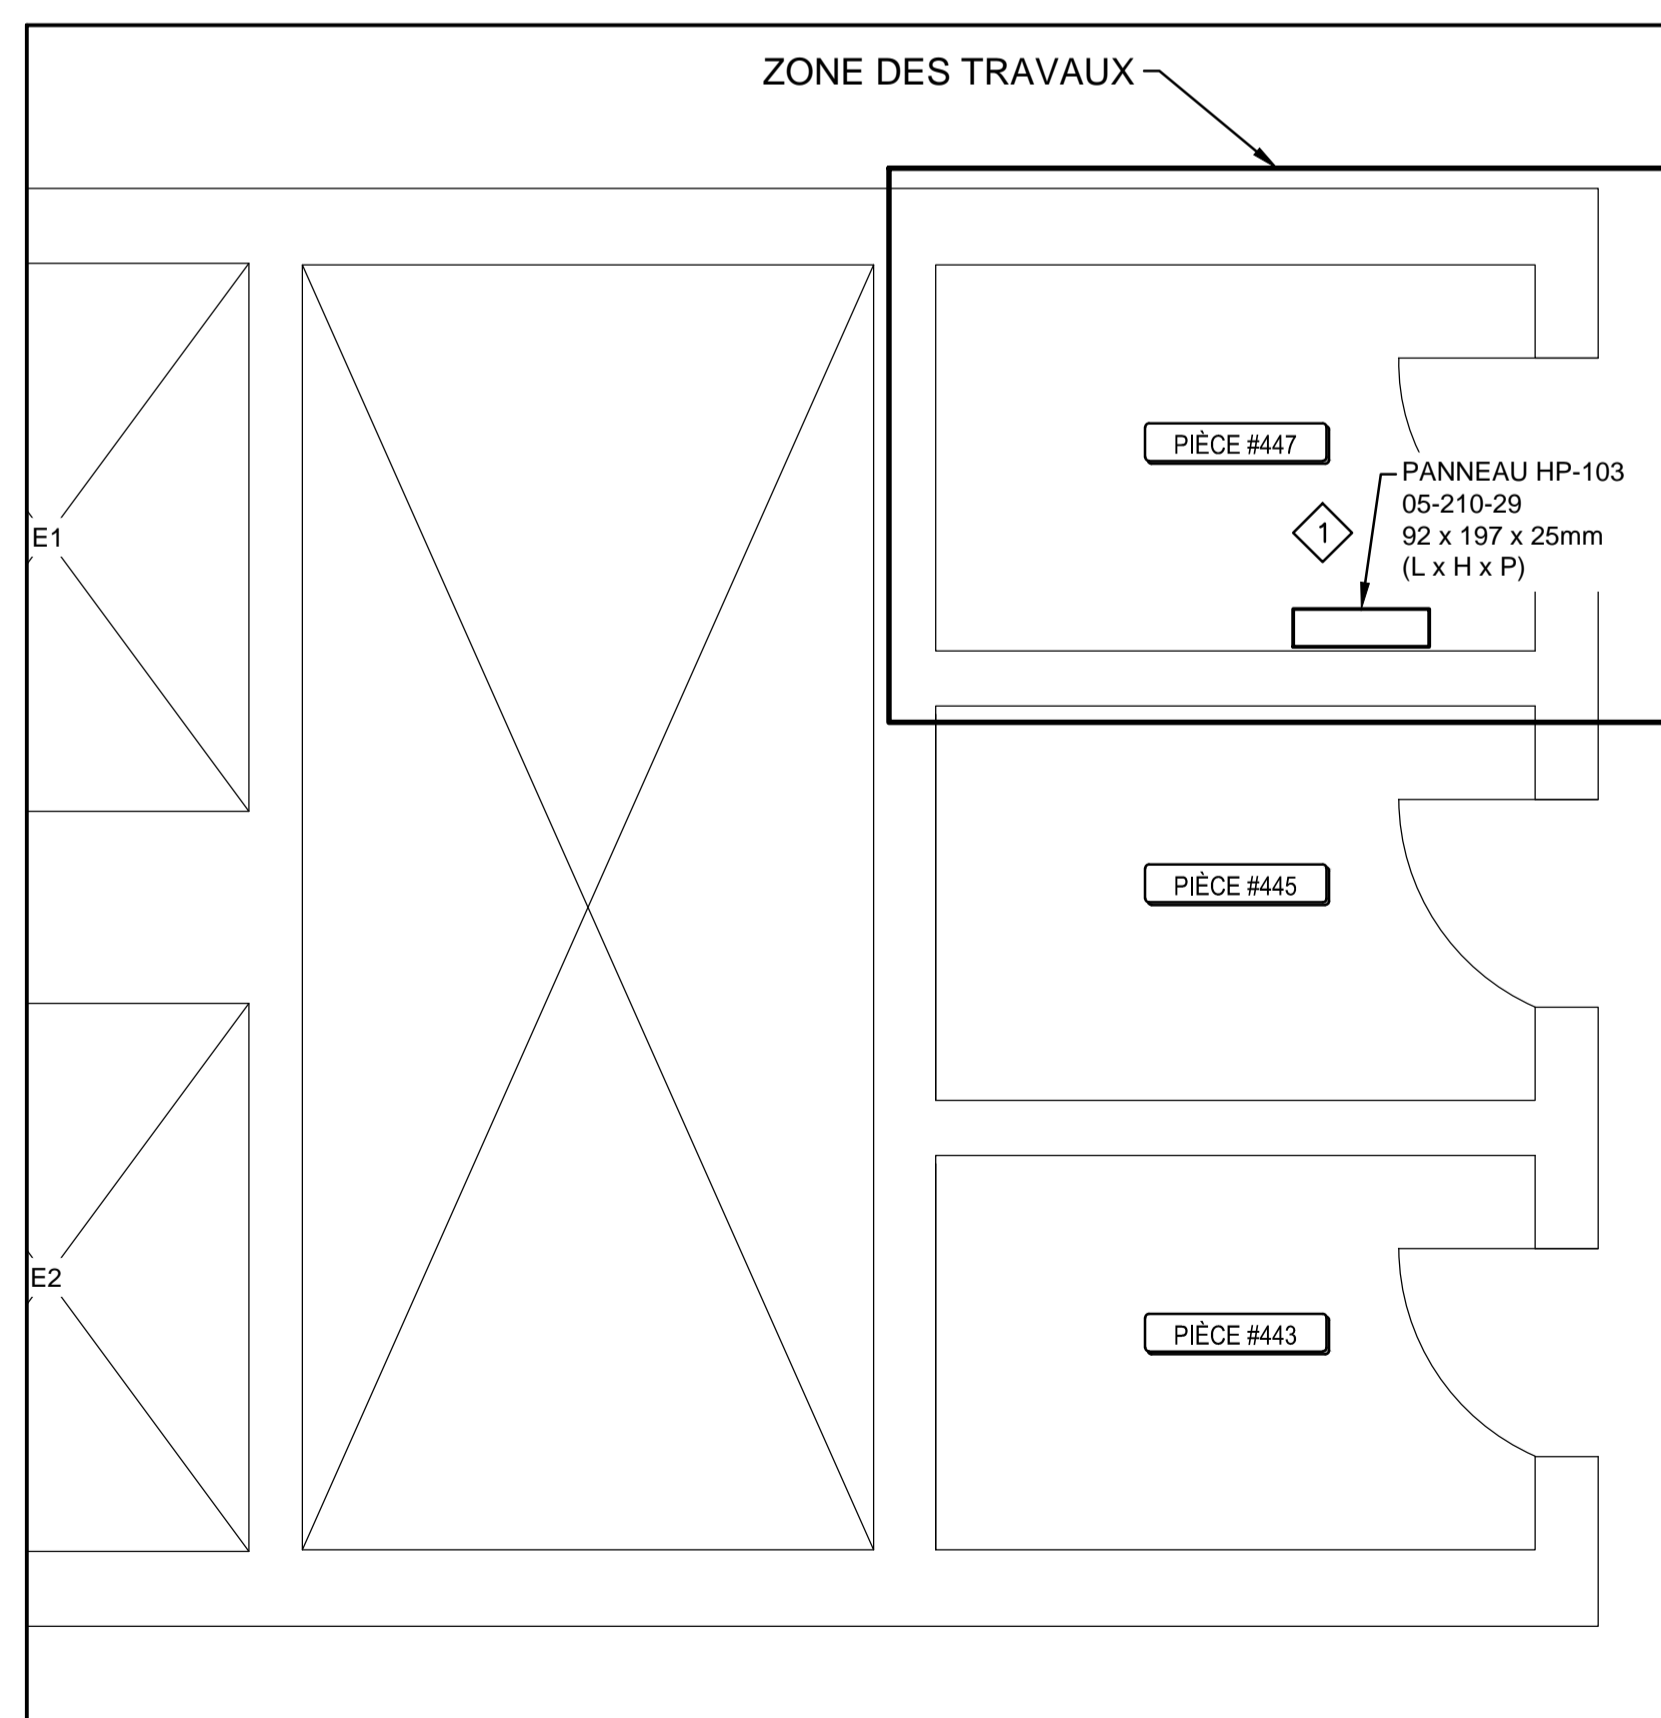 ZONE DES TRAVAUX
PIÈCE #447
PANNEAU HP-103
05-210-29
92 x 197 x 25mm
(L x H x P)
1
E1
PIÈCE #445
E2
PIÈCE #443